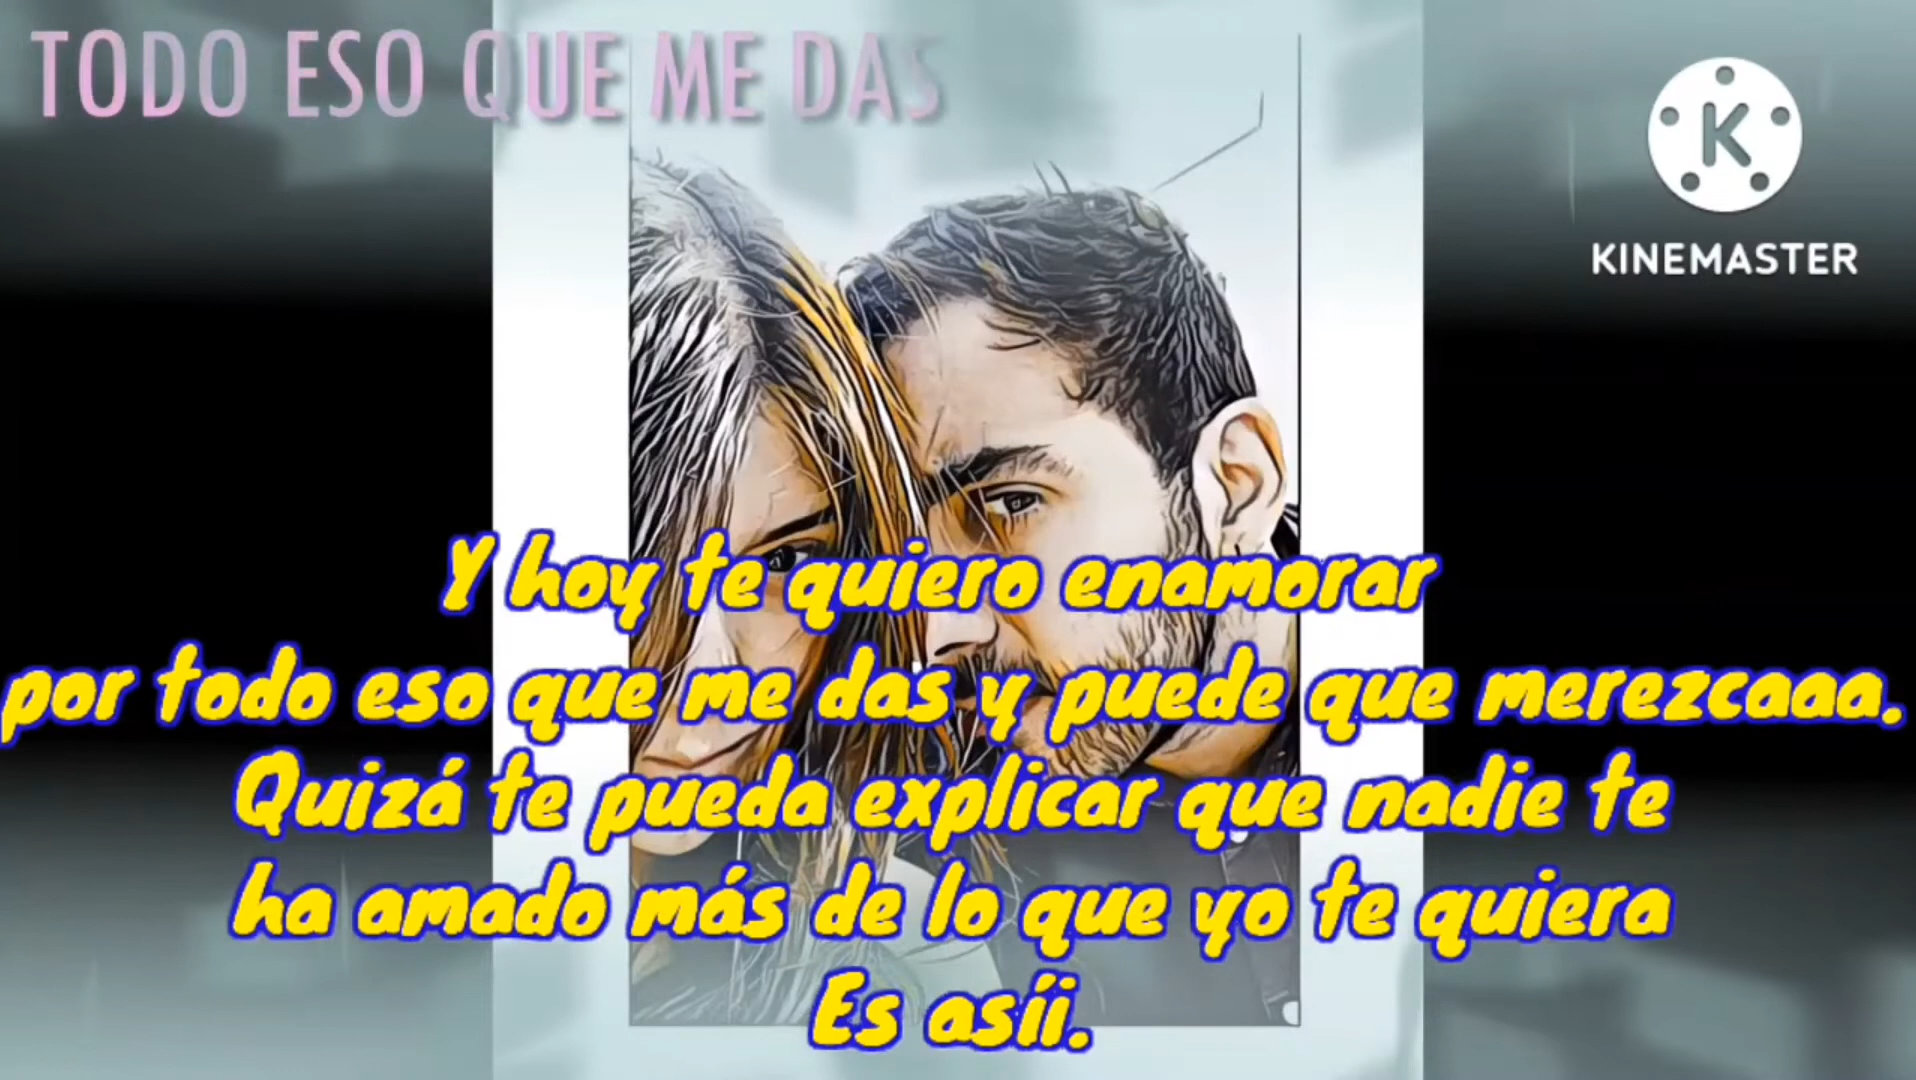 TODO ESO QUE ME DAS
K
KINEMASTER
Y hoy te quiero enamorar
por todo eso que me das y puede que merezcaaa.
Quizá te pueda explicar que nadie te
ha amado más de lo que yo te quiera
Es asíi.